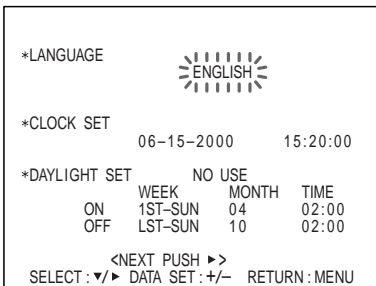 *LANGUAGE
ENGLISH
*CLOCK SET
06–15–2000 15:20:00
*DAYLIGHT SET NO USE
WEEK MONTH TIME
ON 1ST–SUN 04 02:00
OFF LST–SUN 10 02:00
<NEXT PUSH ►>
SELECT : ▼/► DATA SET : +/– RETURN : MENU